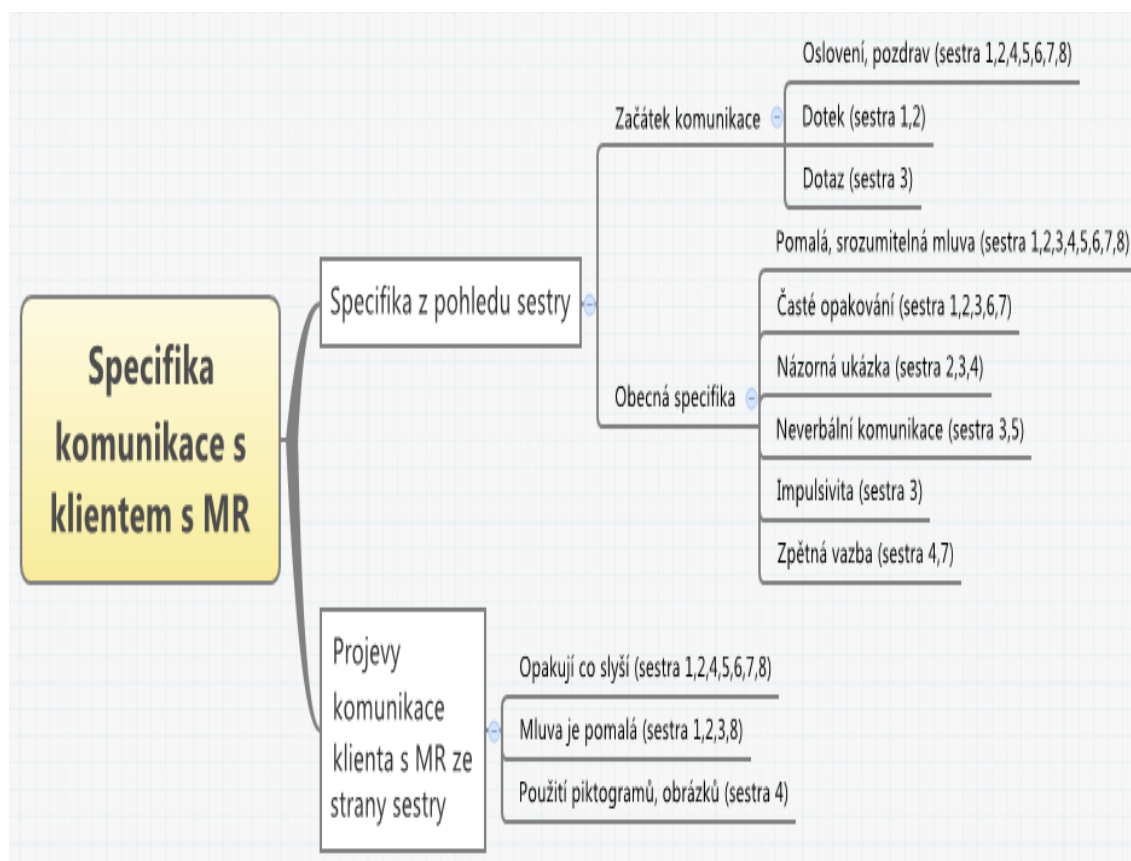 Specifika
komunikace s
klientem s MR
Specifika z pohledu sestry
Začátek komunikace
Oslovení, pozdrav (sestra 1,2,4,5,6,7,8)
Dotek (sestra 1,2)
Dotaz (sestra 3)
Obecná specifika
Pomalá, srozumitelná mluva (sestra 1,2,3,4,5,6,7,8)
Časté opakování (sestra 1,2,3,6,7)
Názorná ukázka (sestra 2,3,4)
Neverbální komunikace (sestra 3,5)
Impulsivita (sestra 3)
Zpětná vazba (sestra 4,7)
Projevy
komunikace
klienta s MR ze
strany sestry
Opakují co slyší (sestra 1,2,4,5,6,7,8)
Mluva je pomalá (sestra 1,2,3,8)
Použití piktogramů, obrázků (sestra 4)